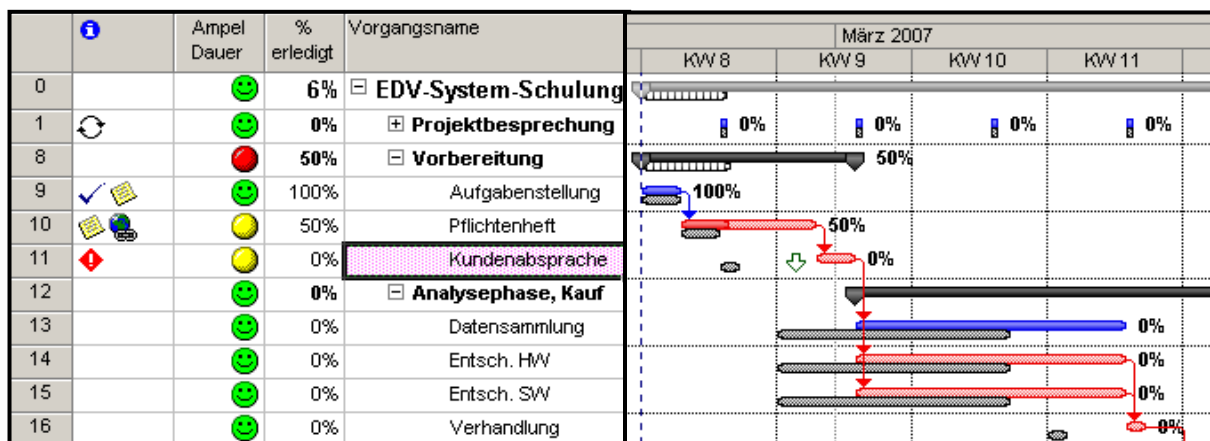 Ampel Dauer % erledigt Vorgangsname
März 2007
KW 8 KW 9 KW 10 KW 11
0 6% EDV-System-Schulung
1 0% Projektbesprechung 0% 0% 0% 0%
8 50% Vorbereitung 50%
9 100% Aufgabenstellung 100%
10 50% Pflichtenheft 50%
11 0% Kundenabsprache 0%
12 0% Analysephase, Kauf
13 0% Datensammlung 0%
14 0% Entsch. HW 0%
15 0% Entsch. SW 0%
16 0% Verhandlung 0%